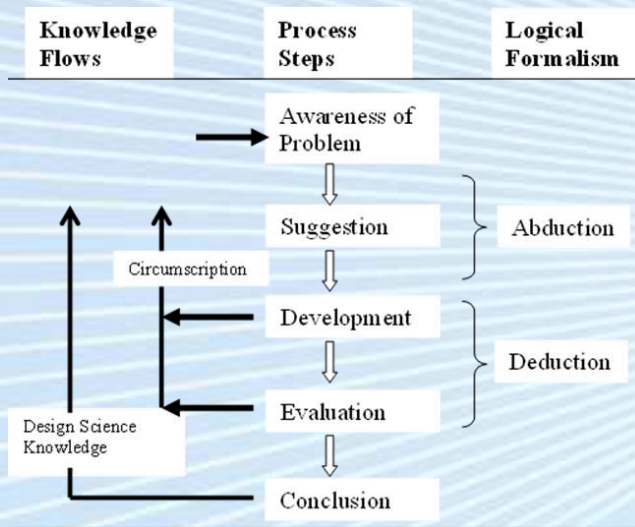 Knowledge
Flows
Process
Steps
Logical
Formalism
Awareness of
Problem
Suggestion
Abduction
Circumscription
Development
Deduction
Evaluation
Design Science
Knowledge
Conclusion